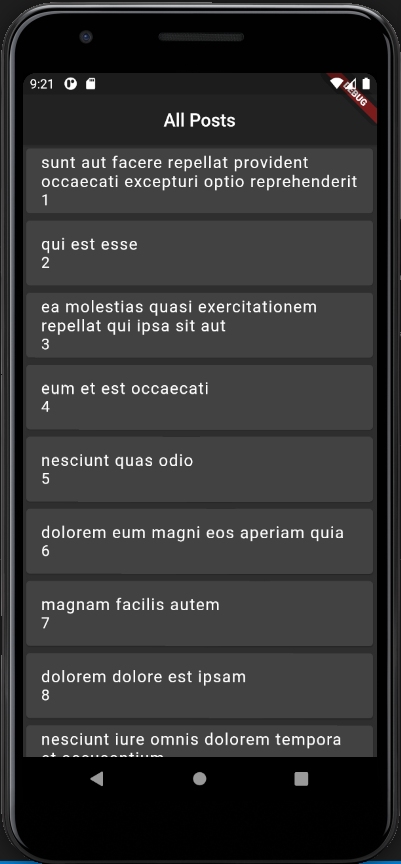 9:21
DEBUG
All Posts
sunt aut facere repellat provident
occaecati excepturi optio reprehenderit
1
qui est esse
2
ea molestias quasi exercitationem
repellat qui ipsa sit aut
3
eum et est occaecati
4
nesciunt quas odio
5
dolorem eum magni eos aperiam quia
6
magnam facilis autem
7
dolorem dolore est ipsam
8
nesciunt iure omnis dolorem tempora
et accusantium